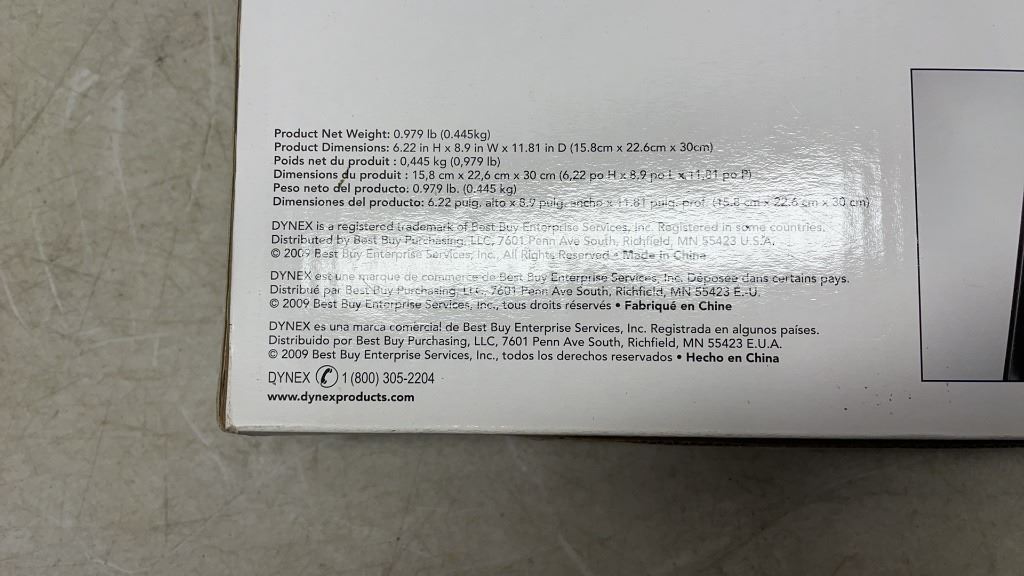 Product Net Weight: 0.979 lb (0.445kg)
Product Dimensions: 6.22 in H x 8.9 in W x 11.81 in D (15.8cm x 22.6cm x 30cm)
Poids net du produit : 0,445 kg (0,979 lb)
Dimensions du produit : 15,8 cm x 22,6 cm x 30 cm (6,22 po H x 8,9 po L x 11,81 po P)
Peso neto del producto: 0.979 lb. (0.445 kg)
Dimensiones del producto: 6.22 pulg. alto x 8.9 pulg. ancho x 11.81 pulg. prof. (15.8 cm x 22.6 cm x 30 cm)
DYNEX is a registered trademark of Best Buy Enterprise Services, Inc. Registered in some countries.
Distributed by Best Buy Purchasing, LLC, 7601 Penn Ave South, Richfield, MN 55423 U.S.A.
© 2009 Best Buy Enterprise Services, Inc., All Rights Reserved • Made in China
DYNEX est une marque de commerce de Best Buy Enterprise Services, Inc. Déposée dans certains pays.
Distribué par Best Buy Purchasing, LLC, 7601 Penn Ave South, Richfield, MN 55423 E.-U.
© 2009 Best Buy Enterprise Services, Inc., tous droits réservés • Fabriqué en Chine
DYNEX es una marca comercial de Best Buy Enterprise Services, Inc. Registrada en algunos países.
Distribuido por Best Buy Purchasing, LLC, 7601 Penn Ave South, Richfield, MN 55423 E.U.A.
© 2009 Best Buy Enterprise Services, Inc., todos los derechos reservados • Hecho en China
DYNEX 1 (800) 305-2204
www.dynexproducts.com